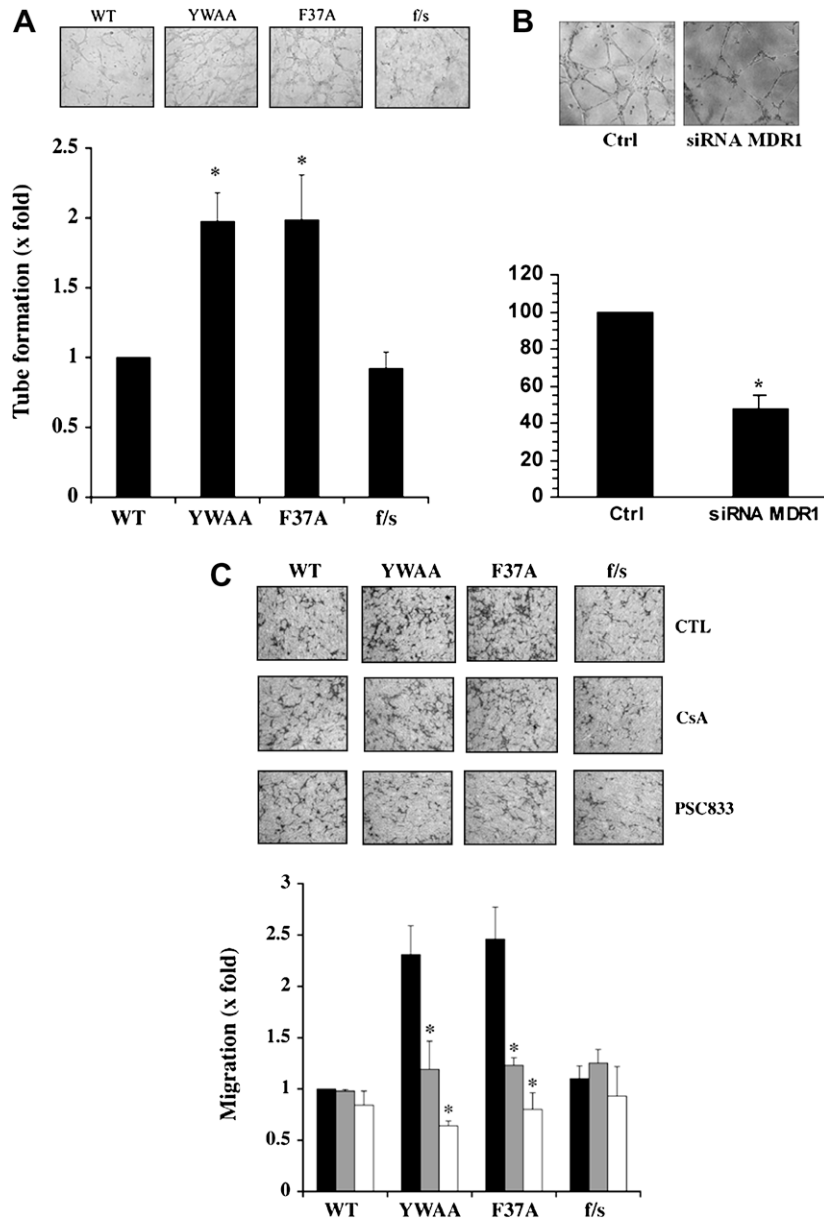 A
WT YWAA F37A f/s
Tube formation (x fold)
2.5
2
1.5
1
0.5
0
* *
WT YWAA F37A f/s
B
Ctrl siRNA MDR1
120
100
80
60
40
20
0
*
Ctrl siRNA MDR1
C
WT YWAA F37A f/s
CTL
CsA
PSC833
Migration (x fold)
3
2.5
2
1.5
1
0.5
0
* *
* *
WT YWAA F37A f/s